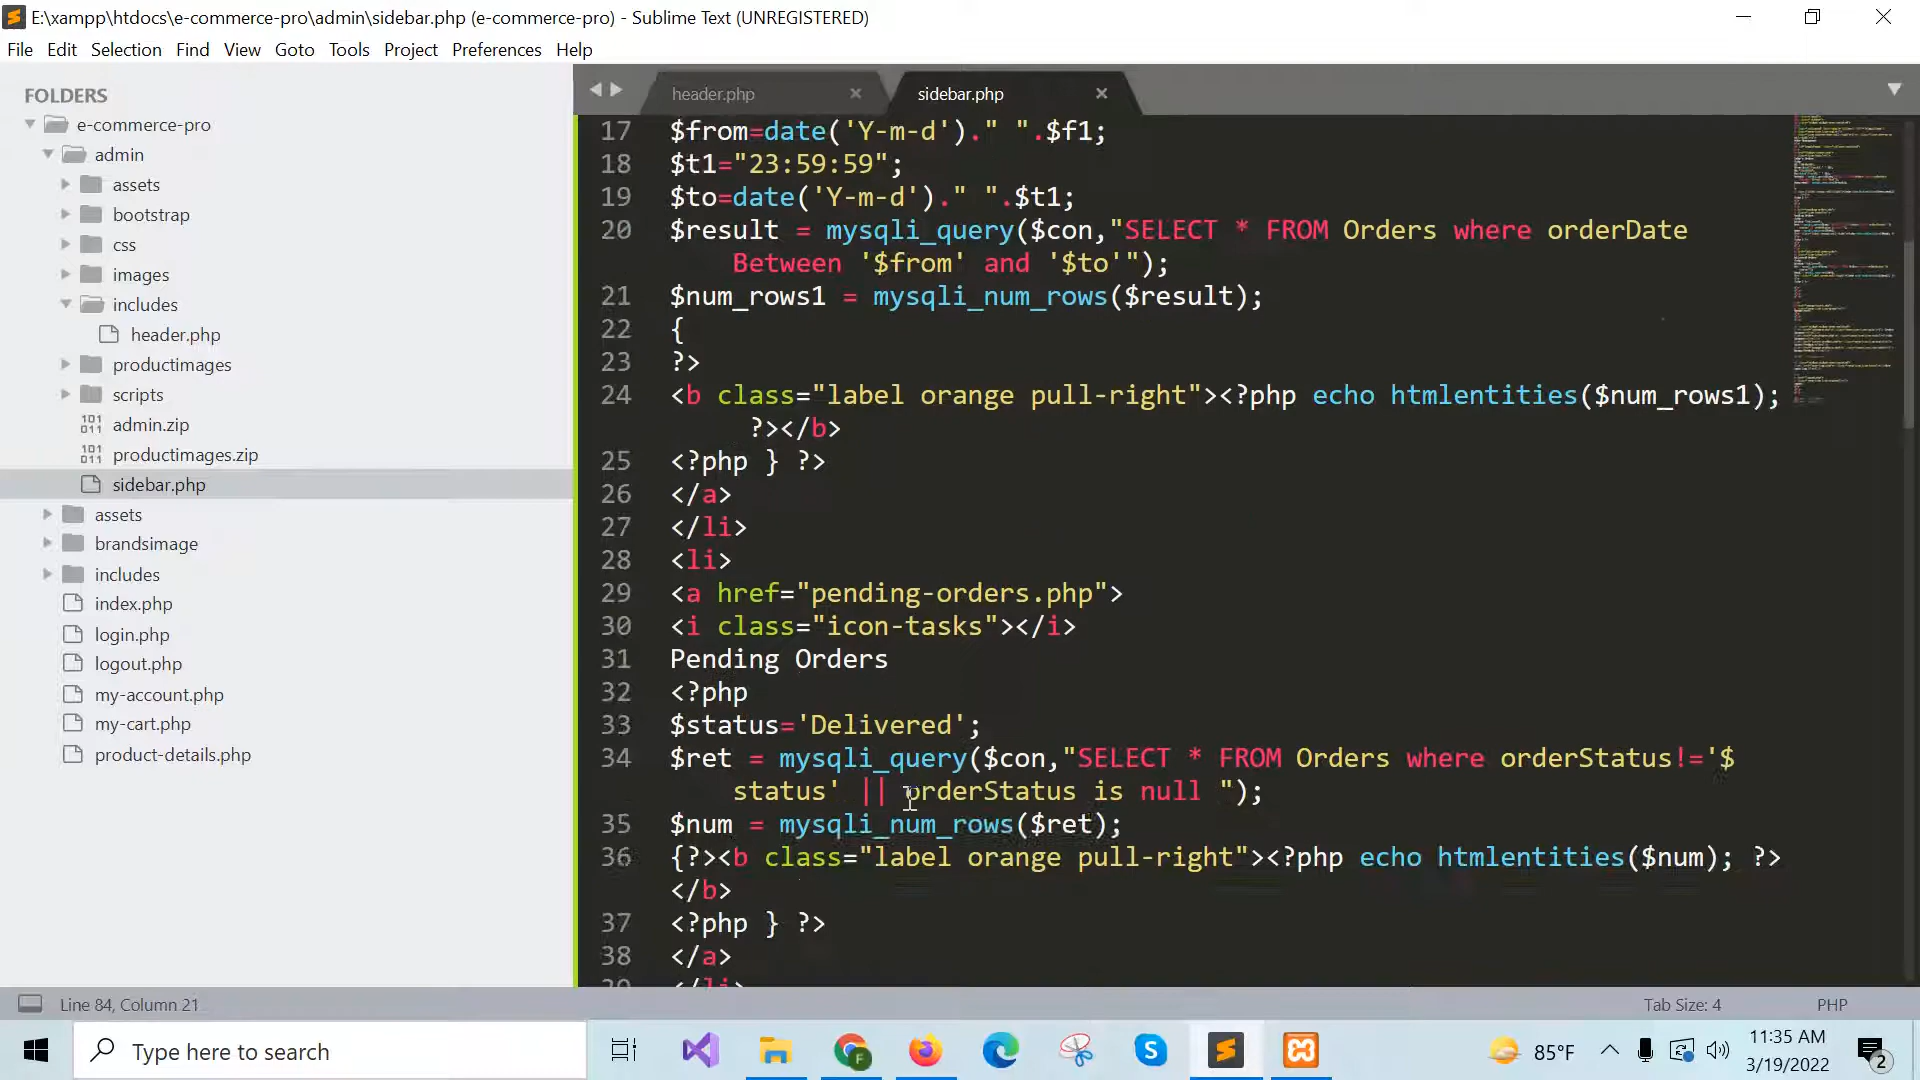 E:\xampp\htdocs\e-commerce-pro\admin\sidebar.php (e-commerce-pro) - Sublime Text (UNREGISTERED)
File Edit Selection Find View Goto Tools Project Preferences Help
FOLDERS
e-commerce-pro
admin
assets
bootstrap
css
images
includes
header.php
productimages
scripts
admin.zip
productimages.zip
sidebar.php
assets
brandsimage
includes
index.php
login.php
logout.php
my-account.php
my-cart.php
product-details.php
header.php
sidebar.php
17 $from=date('Y-m-d')." ".$f1;
18 $t1="23:59:59";
19 $to=date('Y-m-d')." ".$t1;
20 $result = mysqli_query($con,"SELECT * FROM Orders where orderDate
Between '$from' and '$to'");
21 $num_rows1 = mysqli_num_rows($result);
22 {
23 ?>
24 <b class="label orange pull-right"><?php echo htmlentities($num_rows1);
?></b>
25 <?php } ?>
26 </a>
27 </li>
28 <li>
29 <a href="pending-orders.php">
30 <i class="icon-tasks"></i>
31 Pending Orders
32 <?php
33 $status='Delivered';
34 $ret = mysqli_query($con,"SELECT * FROM Orders where orderStatus!='$
status' || orderStatus is null ");
35 $num = mysqli_num_rows($ret);
36 {?><b class="label orange pull-right"><?php echo htmlentities($num); ?>
</b>
37 <?php } ?>
38 </a>
39 </li>
Line 84, Column 21
Tab Size: 4
PHP
Type here to search
85°F
11:35 AM
3/19/2022
2